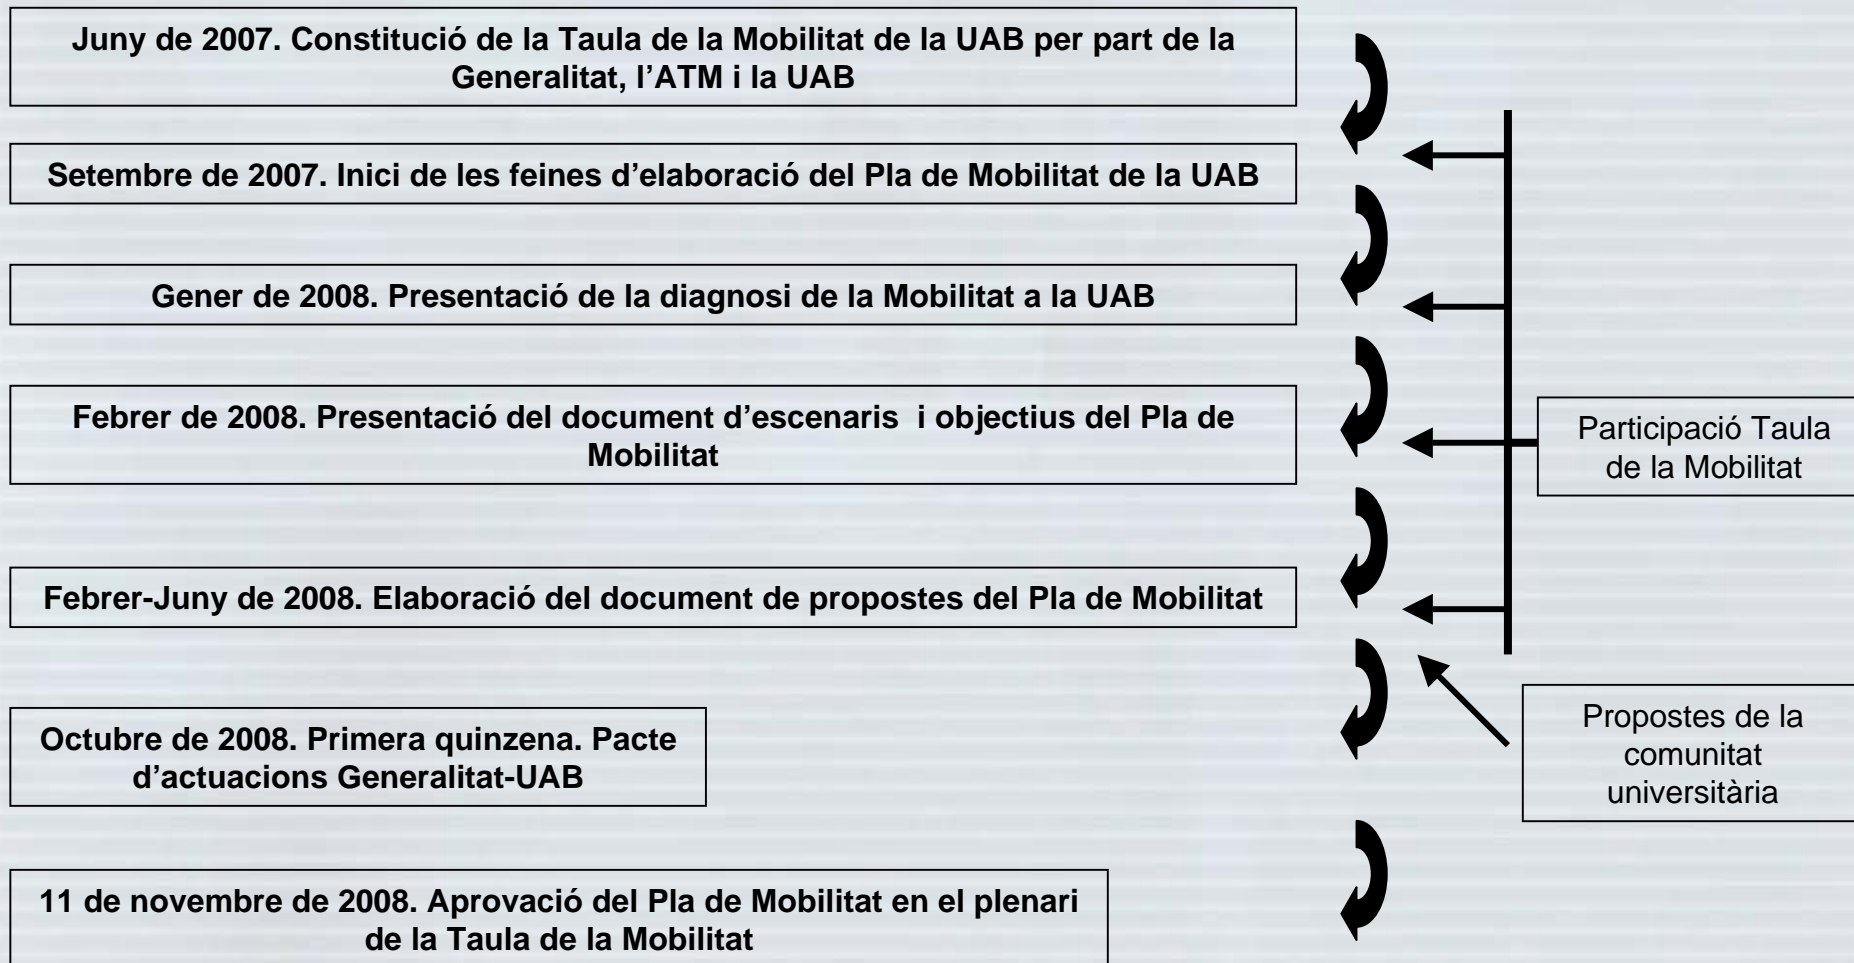 Juny de 2007. Constitució de la Taula de la Mobilitat de la UAB per part de la
Generalitat, l’ATM i la UAB
Setembre de 2007. Inici de les feines d’elaboració del Pla de Mobilitat de la UAB
Gener de 2008. Presentació de la diagnosi de la Mobilitat a la UAB
Febrer de 2008. Presentació del document d’escenaris i objectius del Pla de
Mobilitat
Participació Taula
de la Mobilitat
Febrer-Juny de 2008. Elaboració del document de propostes del Pla de Mobilitat
Propostes de la
comunitat
universitària
Octubre de 2008. Primera quinzena. Pacte
d’actuacions Generalitat-UAB
11 de novembre de 2008. Aprovació del Pla de Mobilitat en el plenari
de la Taula de la Mobilitat